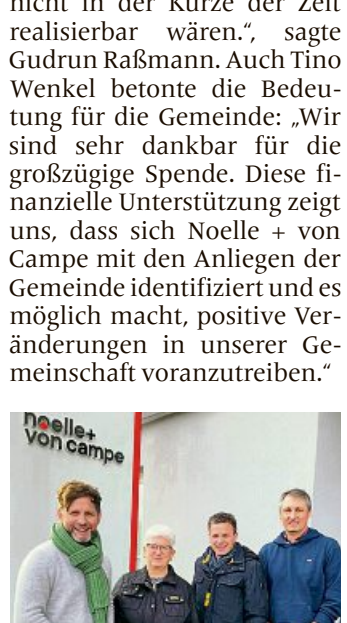 nicht in der Kürze der Zeit
realisierbar wären.“, sagte
Gudrun Raßmann. Auch Tino
Wenkel betonte die Bedeu-
tung für die Gemeinde: „Wir
sind sehr dankbar für die
großzügige Spende. Diese fi-
nanzielle Unterstützung zeigt
uns, dass sich Noelle + von
Campe mit den Anliegen der
Gemeinde identifiziert und es
möglich macht, positive Ver-
änderungen in unserer Ge-
meinschaft voranzutreiben.“
noelle+
von campe